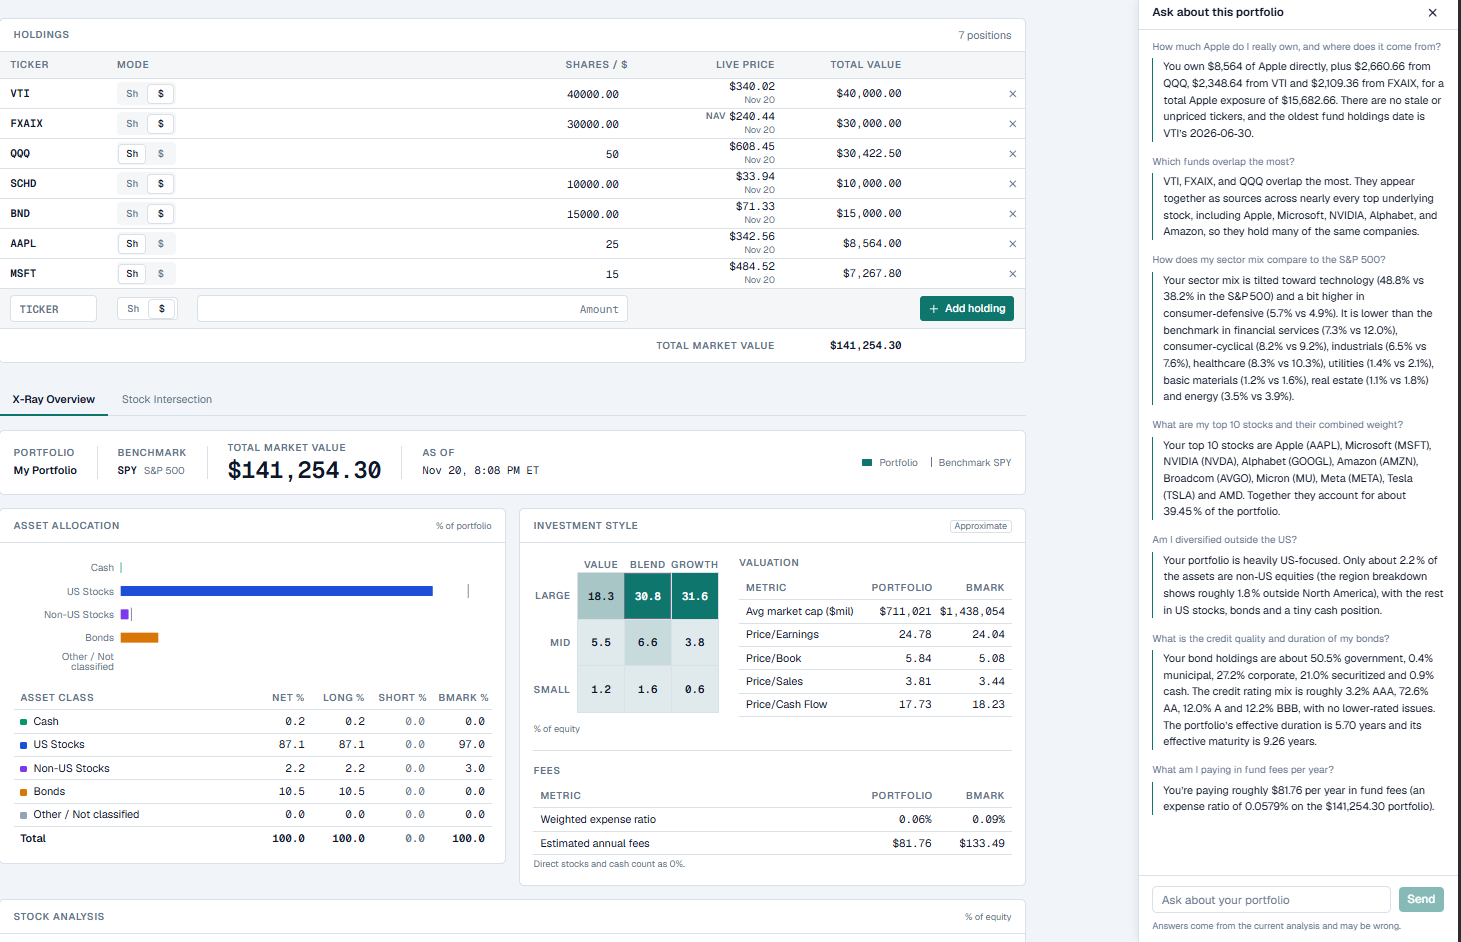 HOLDINGS 7 positions
TICKER MODE SHARES / $ LIVE PRICE TOTAL VALUE
VTI Sh $ 40000.00 $340.02 $40,000.00 ×
Nov 20
FXAIX Sh $ 30000.00 NAV $240.44 $30,000.00 ×
Nov 20
QQQ Sh $ 50 $608.45 $30,422.50 ×
Nov 20
SCHD Sh $ 10000.00 $33.94 $10,000.00 ×
Nov 20
BND Sh $ 15000.00 $71.33 $15,000.00 ×
Nov 20
AAPL Sh $ 25 $342.56 $8,564.00 ×
Nov 20
MSFT Sh $ 15 $484.52 $7,267.80 ×
Nov 20
TICKER Sh $ Amount + Add holding
TOTAL MARKET VALUE $141,254.30
X-Ray Overview Stock Intersection
PORTFOLIO BENCHMARK TOTAL MARKET VALUE AS OF
My Portfolio SPY S&P 500 $141,254.30 Nov 20, 8:08 PM ET Portfolio Benchmark SPY
ASSET ALLOCATION % of portfolio
Cash
US Stocks
Non-US Stocks
Bonds
Other / Not
classified
ASSET CLASS NET % LONG % SHORT % BMARK %
Cash 0.2 0.2 0.0 0.0
US Stocks 87.1 87.1 0.0 97.0
Non-US Stocks 2.2 2.2 0.0 3.0
Bonds 10.5 10.5 0.0 0.0
Other / Not classified 0.0 0.0 0.0 0.0
Total 100.0 100.0 0.0 100.0
INVESTMENT STYLE Approximate
VALUE BLEND GROWTH
LARGE 18.3 30.8 31.6
MID 5.5 6.6 3.8
SMALL 1.2 1.6 0.6
% of equity
VALUATION
METRIC PORTFOLIO BMARK
Avg market cap ($mil) $711,021 $1,438,054
Price/Earnings 24.78 24.04
Price/Book 5.84 5.08
Price/Sales 3.81 3.44
Price/Cash Flow 17.73 18.23
FEES
METRIC PORTFOLIO BMARK
Weighted expense ratio 0.06% 0.09%
Estimated annual fees $81.76 $133.49
Direct stocks and cash count as 0%.
STOCK ANALYSIS % of equity
Ask about this portfolio ×
How much Apple do I really own, and where does it come from?
You own $8,564 of Apple directly, plus $2,660.66 from
QQQ, $2,348.64 from VTI and $2,109.36 from FXAIX, for a
total Apple exposure of $15,682.66. There are no stale or
unpriced tickers, and the oldest fund holdings date is
VTI's 2026-06-30.
Which funds overlap the most?
VTI, FXAIX, and QQQ overlap the most. They appear
together as sources across nearly every top underlying
stock, including Apple, Microsoft, NVIDIA, Alphabet, and
Amazon, so they hold many of the same companies.
How does my sector mix compare to the S&P 500?
Your sector mix is tilted toward technology (48.8% vs
38.2% in the S&P 500) and a bit higher in
consumer-defensive (5.7% vs 4.9%). It is lower than the
benchmark in financial services (7.3% vs 12.0%),
consumer-cyclical (8.2% vs 9.2%), industrials (6.5% vs
7.6%), healthcare (8.3% vs 10.3%), utilities (1.4% vs 2.1%),
basic materials (1.2% vs 1.6%), real estate (1.1% vs 1.8%)
and energy (3.5% vs 3.9%).
What are my top 10 stocks and their combined weight?
Your top 10 stocks are Apple (AAPL), Microsoft (MSFT),
NVIDIA (NVDA), Alphabet (GOOGL), Amazon (AMZN),
Broadcom (AVGO), Micron (MU), Meta (META), Tesla
(TSLA) and AMD. Together they account for about
39.45% of the portfolio.
Am I diversified outside the US?
Your portfolio is heavily US-focused. Only about 2.2% of
the assets are non-US equities (the region breakdown
shows roughly 1.8% outside North America), with the rest
in US stocks, bonds and a tiny cash position.
What is the credit quality and duration of my bonds?
Your bond holdings are about 50.5% government, 0.4%
municipal, 27.2% corporate, 21.0% securitized and 0.9%
cash. The credit rating mix is roughly 3.2% AAA, 72.6%
AA, 12.0% A and 12.2% BBB, with no lower-rated issues.
The portfolio's effective duration is 5.70 years and its
effective maturity is 9.26 years.
What am I paying in fund fees per year?
You're paying roughly $81.76 per year in fund fees (an
expense ratio of 0.0579% on the $141,254.30 portfolio).
Ask about your portfolio Send
Answers come from the current analysis and may be wrong.